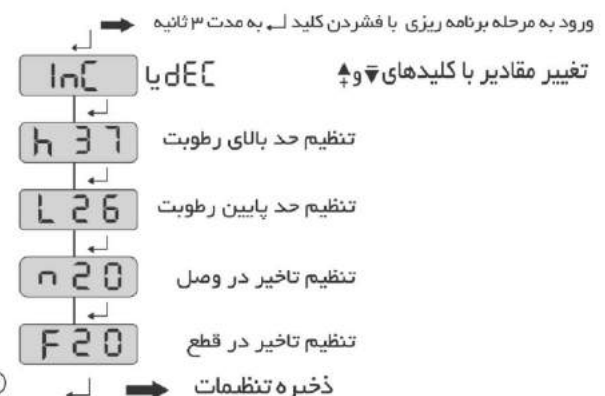 ورود به مرحله برنامه ریزی با فشردن کلید ↲ به مدت ۳ ثانیه
InC یا dEC
تغییر مقادیر با کلیدهای ▼ و ▲
h 37 تنظیم حد بالای رطوبت
L 26 تنظیم حد پایین رطوبت
n 20 تنظیم تاخیر در وصل
F 20 تنظیم تاخیر در قطع
ذخیره تنظیمات